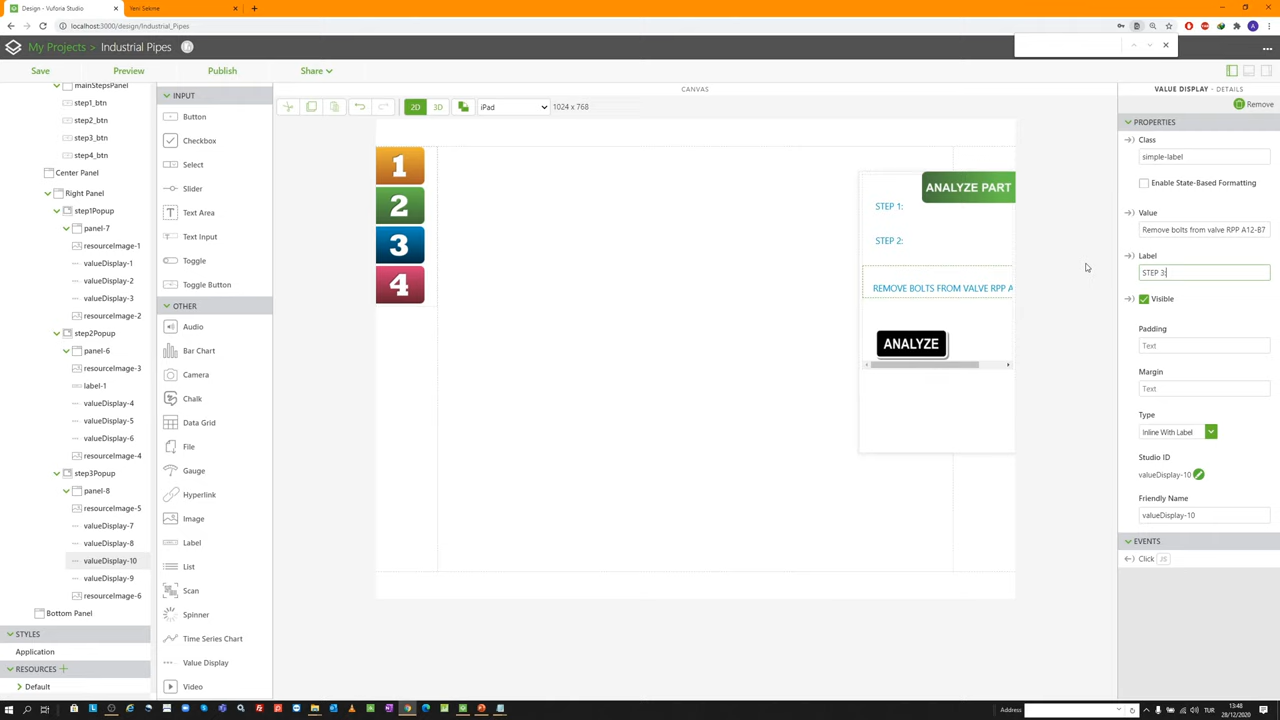 Design - Vuforia Studio
Yeni Sekme
localhost:3000/design/Industrial_Pipes
My Projects > Industrial Pipes
Save
Preview
Publish
Share
CANVAS
VALUE DISPLAY - DETAILS
2D
3D
iPad
1024 x 768
Remove
mainStepsPanel
step1_btn
step2_btn
step3_btn
step4_btn
Center Panel
Right Panel
step1Popup
panel-7
resourceImage-1
valueDisplay-1
valueDisplay-2
valueDisplay-3
resourceImage-2
step2Popup
panel-6
resourceImage-3
label-1
valueDisplay-4
valueDisplay-5
valueDisplay-6
resourceImage-4
step3Popup
panel-8
resourceImage-5
valueDisplay-7
valueDisplay-8
valueDisplay-10
valueDisplay-9
resourceImage-6
Bottom Panel
STYLES
Application
RESOURCES
Default
INPUT
Button
Checkbox
Select
Slider
Text Area
Text Input
Toggle
Toggle Button
OTHER
Audio
Bar Chart
Camera
Chalk
Data Grid
File
Gauge
Hyperlink
Image
Label
List
Scan
Spinner
Time Series Chart
Value Display
Video
1
2
3
4
ANALYZE PART
STEP 1:
STEP 2:
REMOVE BOLTS FROM VALVE RPP A
ANALYZE
PROPERTIES
Class
simple-label
Enable State-Based Formatting
Value
Remove bolts from valve RPP A12-B7
Label
STEP 3:
Visible
Padding
Text
Margin
Text
Type
Inline With Label
Studio ID
valueDisplay-10
Friendly Name
valueDisplay-10
EVENTS
Click JS
Address
TUR
13:48
28/12/2020